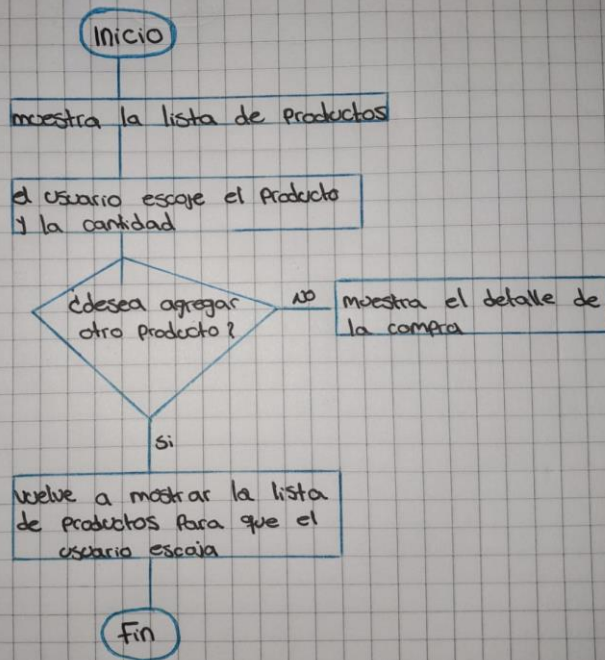 Inicio
muestra la lista de productos
el usuario escoge el producto
y la cantidad
¿desea agregar
otro producto?
NO
muestra el detalle de
la compra
Si
vuelve a mostrar la lista
de productos para que el
usuario escaja
Fin